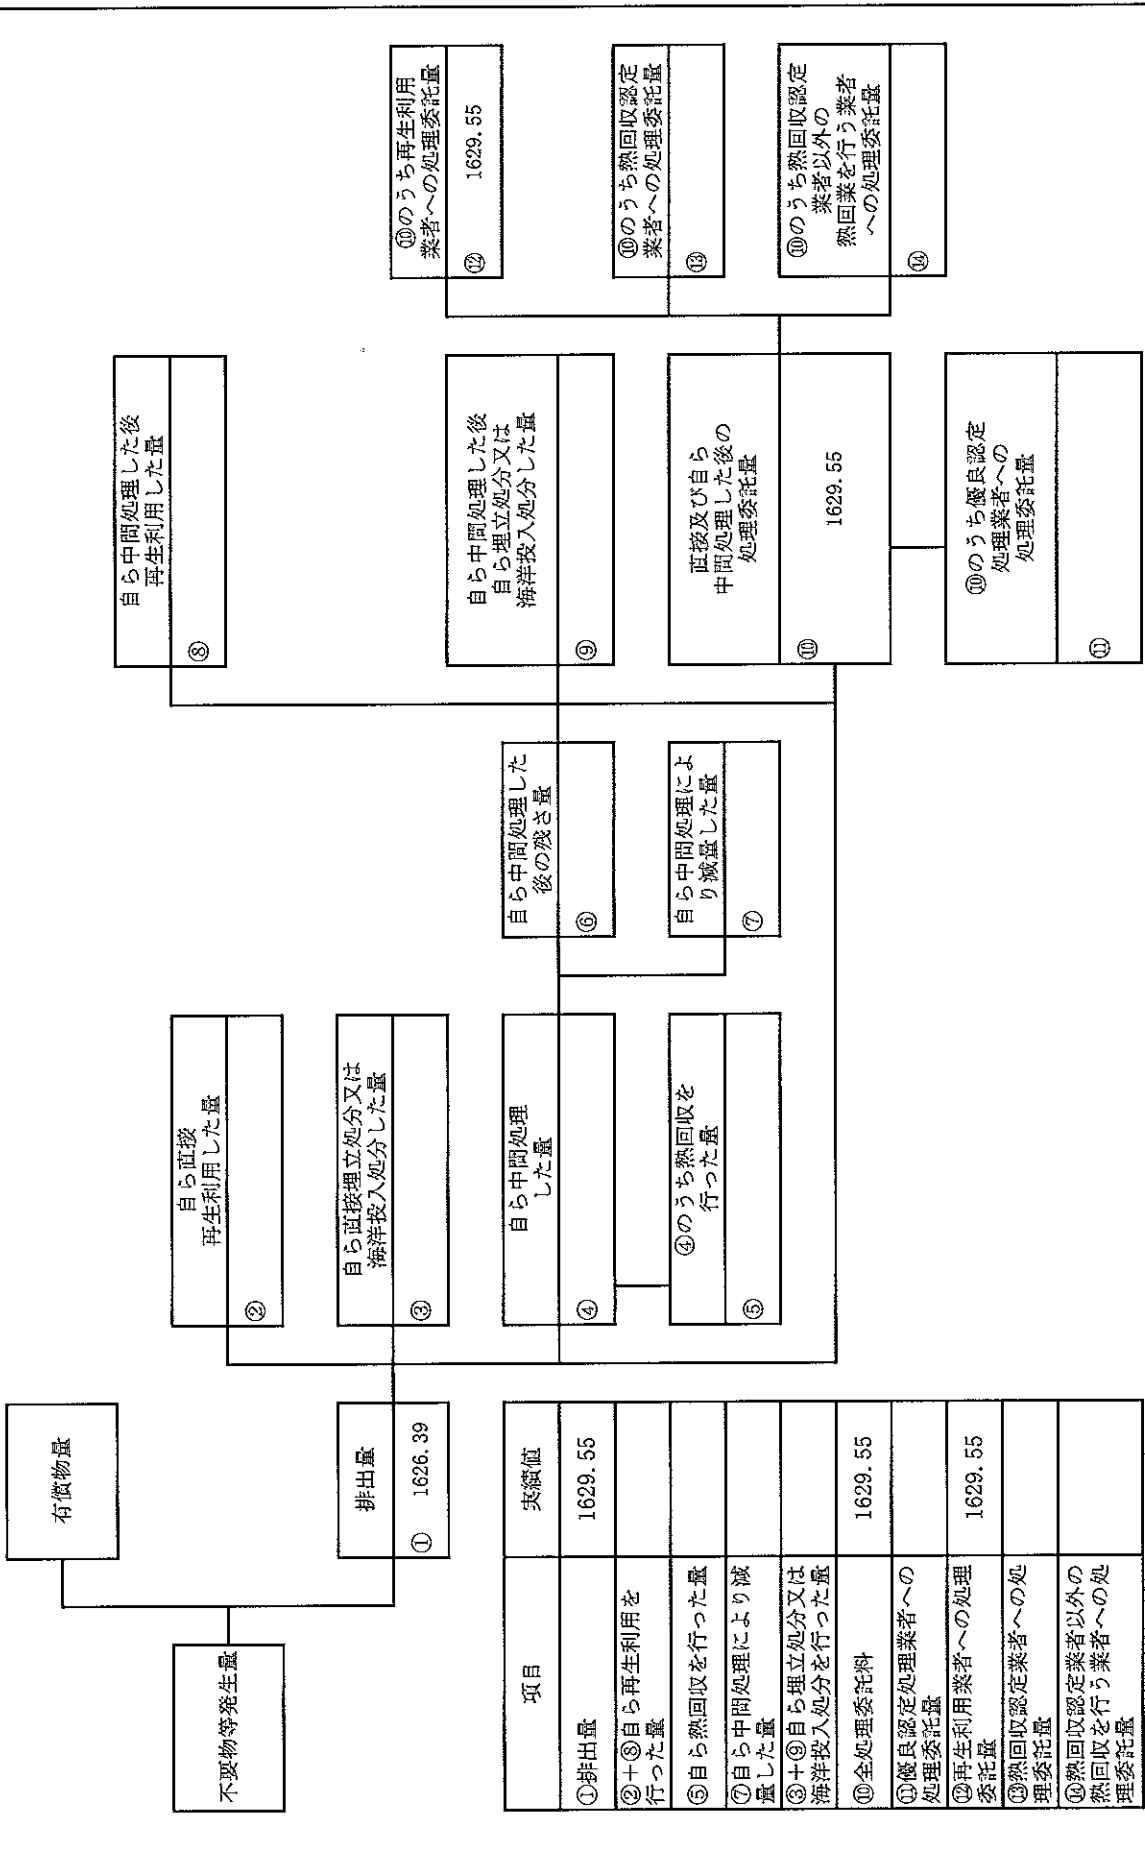 不要物等発生量
有償物量
排出量
① 1626.39
自ら直接
再生利用した量
②
自ら直接埋立処分又は
海洋投入処分した量
③
自ら中間処理
した量
④
④のうち熱回収を
行った量
⑤
自ら中間処理した
後の残さ量
⑥
自ら中間処理によ
り減量した量
⑦
自ら中間処理した後
再生利用した量
⑧
自ら中間処理した後
自ら埋立処分又は
海洋投入処分した量
⑨
直接及び自ら
中間処理した後の
処理委託量
⑩ 1629.55
⑩のうち優良認定
処理業者への
処理委託量
⑪
⑩のうち再生利用
業者への処理委託量
⑫ 1629.55
⑩のうち熱回収認定
業者への処理委託量
⑬
⑩のうち熱回収認定
業者以外の
熱回業を行う業者
への処理委託量
⑭
項目 実績値
①排出量 1629.55
②+⑧自ら再生利用を
行った量
⑤自ら熱回収を行った量
⑦自ら中間処理により減
量した量
③+⑨自ら埋立処分又は
海洋投入処分を行った量
⑩全処理委託料 1629.55
⑪優良認定処理業者への
処理委託量
⑫再生利用業者への処理
委託量 1629.55
⑬熱回収認定業者への処
理委託量
⑭熱回収認定業者以外の
熱回収を行う業者への処
理委託量